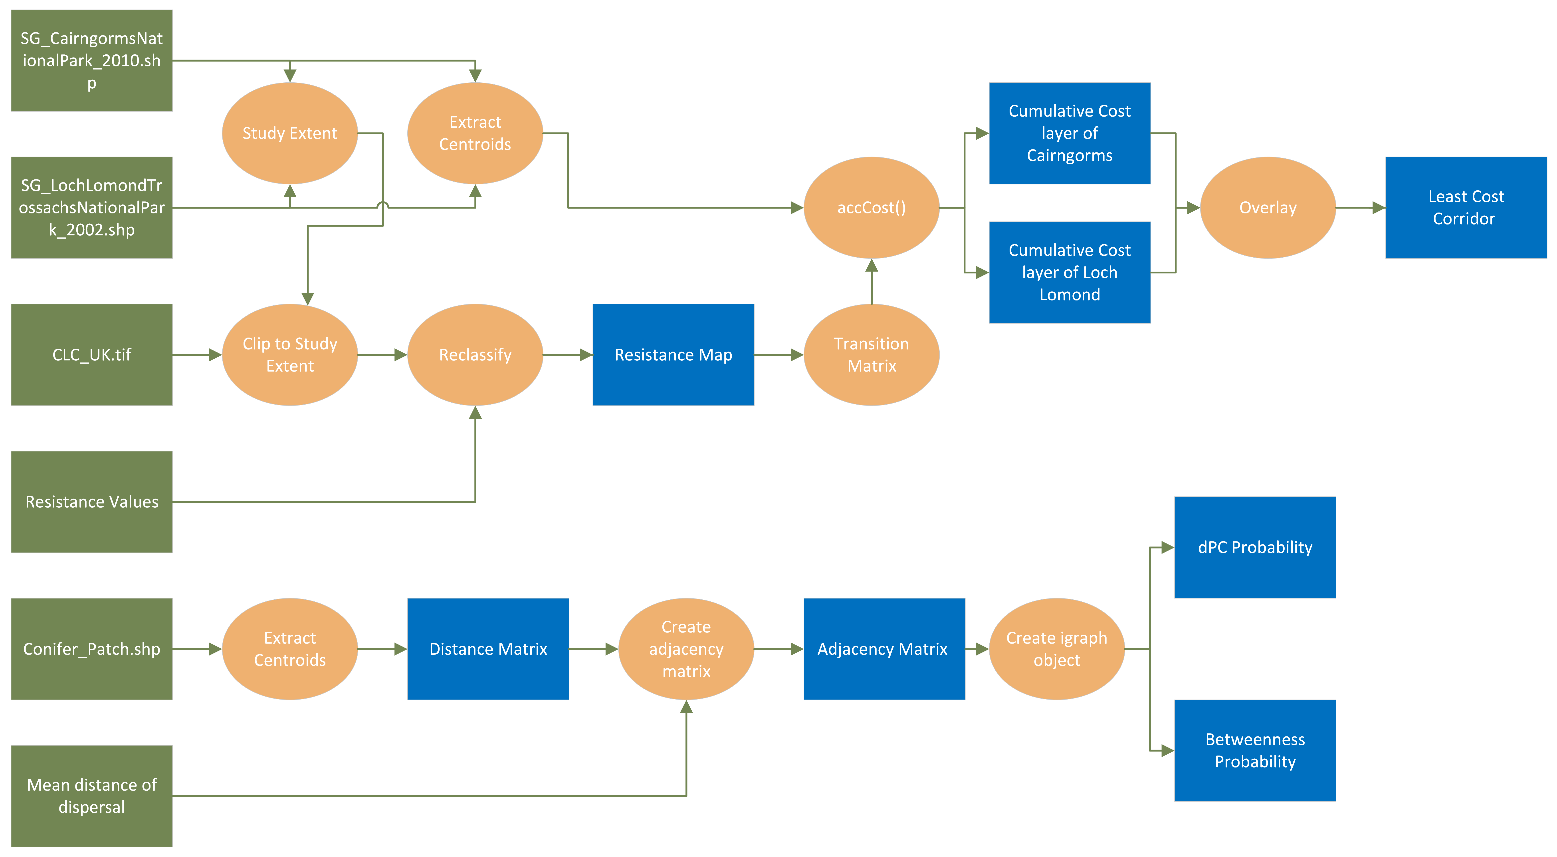 SG_CairngormsNat
ionalPark_2010.sh
p
Study Extent
Extract
Centroids
SG_LochLomondTr
ossachsNationalPar
k_2002.shp
accCost()
Cumulative Cost
layer of
Cairngorms
Cumulative Cost
layer of Loch
Lomond
Overlay
Least Cost
Corridor
CLC_UK.tif
Clip to Study
Extent
Reclassify
Resistance Map
Transition
Matrix
Resistance Values
Conifer_Patch.shp
Extract
Centroids
Distance Matrix
Create
adjacency
matrix
Adjacency Matrix
Create igraph
object
dPC Probability
Betweenness
Probability
Mean distance of
dispersal